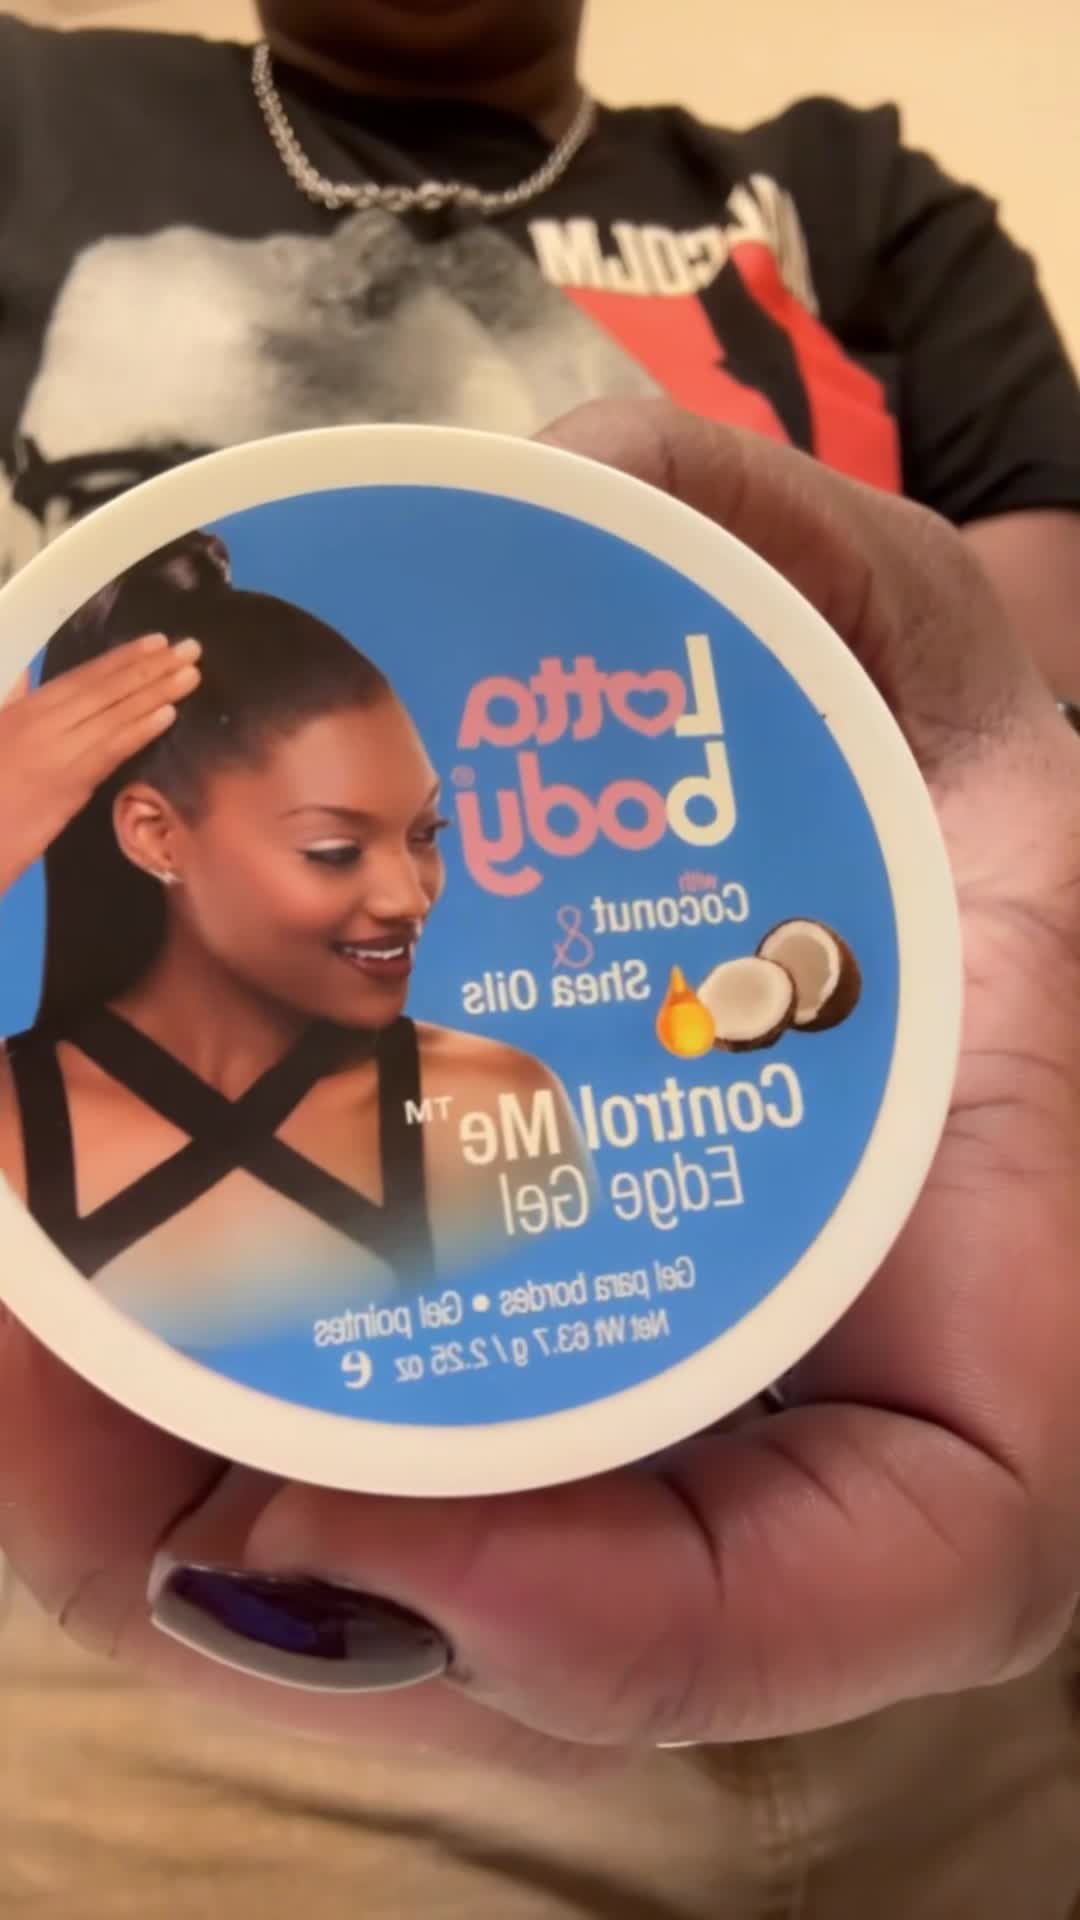 MALCOLM
Lotta
body®
with
Coconut
&
Shea Oils
Control Me™
Edge Gel
Gel para bordes • Gel pointes
Net Wt 63.7 g / 2.25 oz e